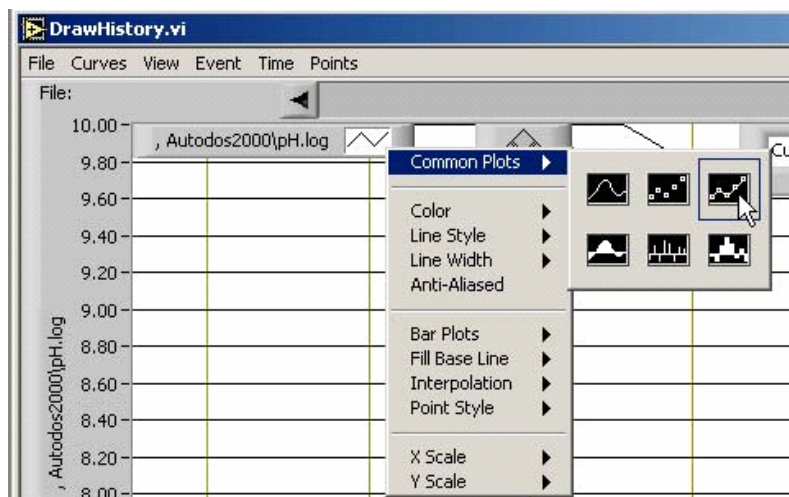 DrawHistory.vi
File Curves View Event Time Points
File:
10.00
, Autodos2000\pH.log
Common Plots
Cu
9.80
9.60
Color
9.40
Line Style
Line Width
9.20
Anti-Aliased
9.00
Bar Plots
8.80
Fill Base Line
8.60
Interpolation
8.40
Point Style
8.20
X Scale
Y Scale
8.00
, Autodos2000\pH.log